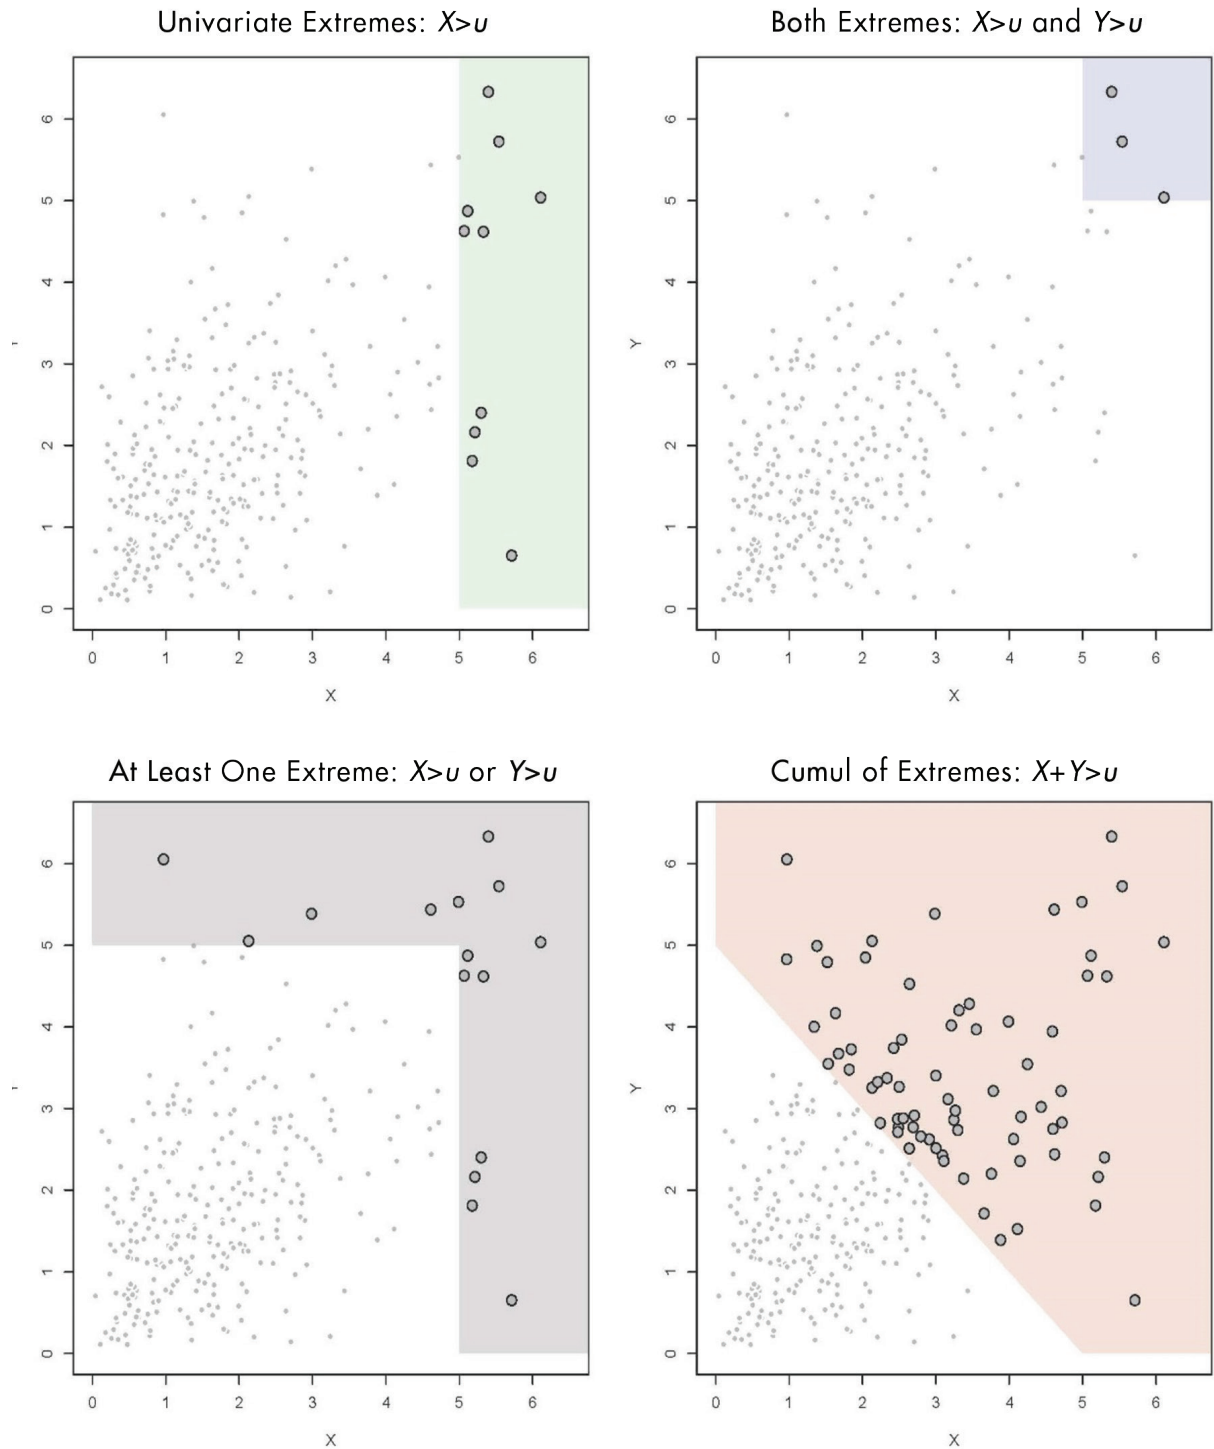 Univariate Extremes: X>u
6
5
4
3
2
1
0
0 1 2 3 4 5 6
X
Both Extremes: X>u and Y>u
6
5
4
3
2
1
0
Y
0 1 2 3 4 5 6
X
At Least One Extreme: X>u or Y>u
6
5
4
3
2
1
0
0 1 2 3 4 5 6
X
Cumul of Extremes: X+Y>u
6
5
4
3
2
1
0
Y
0 1 2 3 4 5 6
X